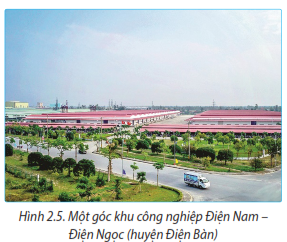 Hình 2.5. Một góc khu công nghiệp Điện Nam –
Điện Ngọc (huyện Điện Bàn)